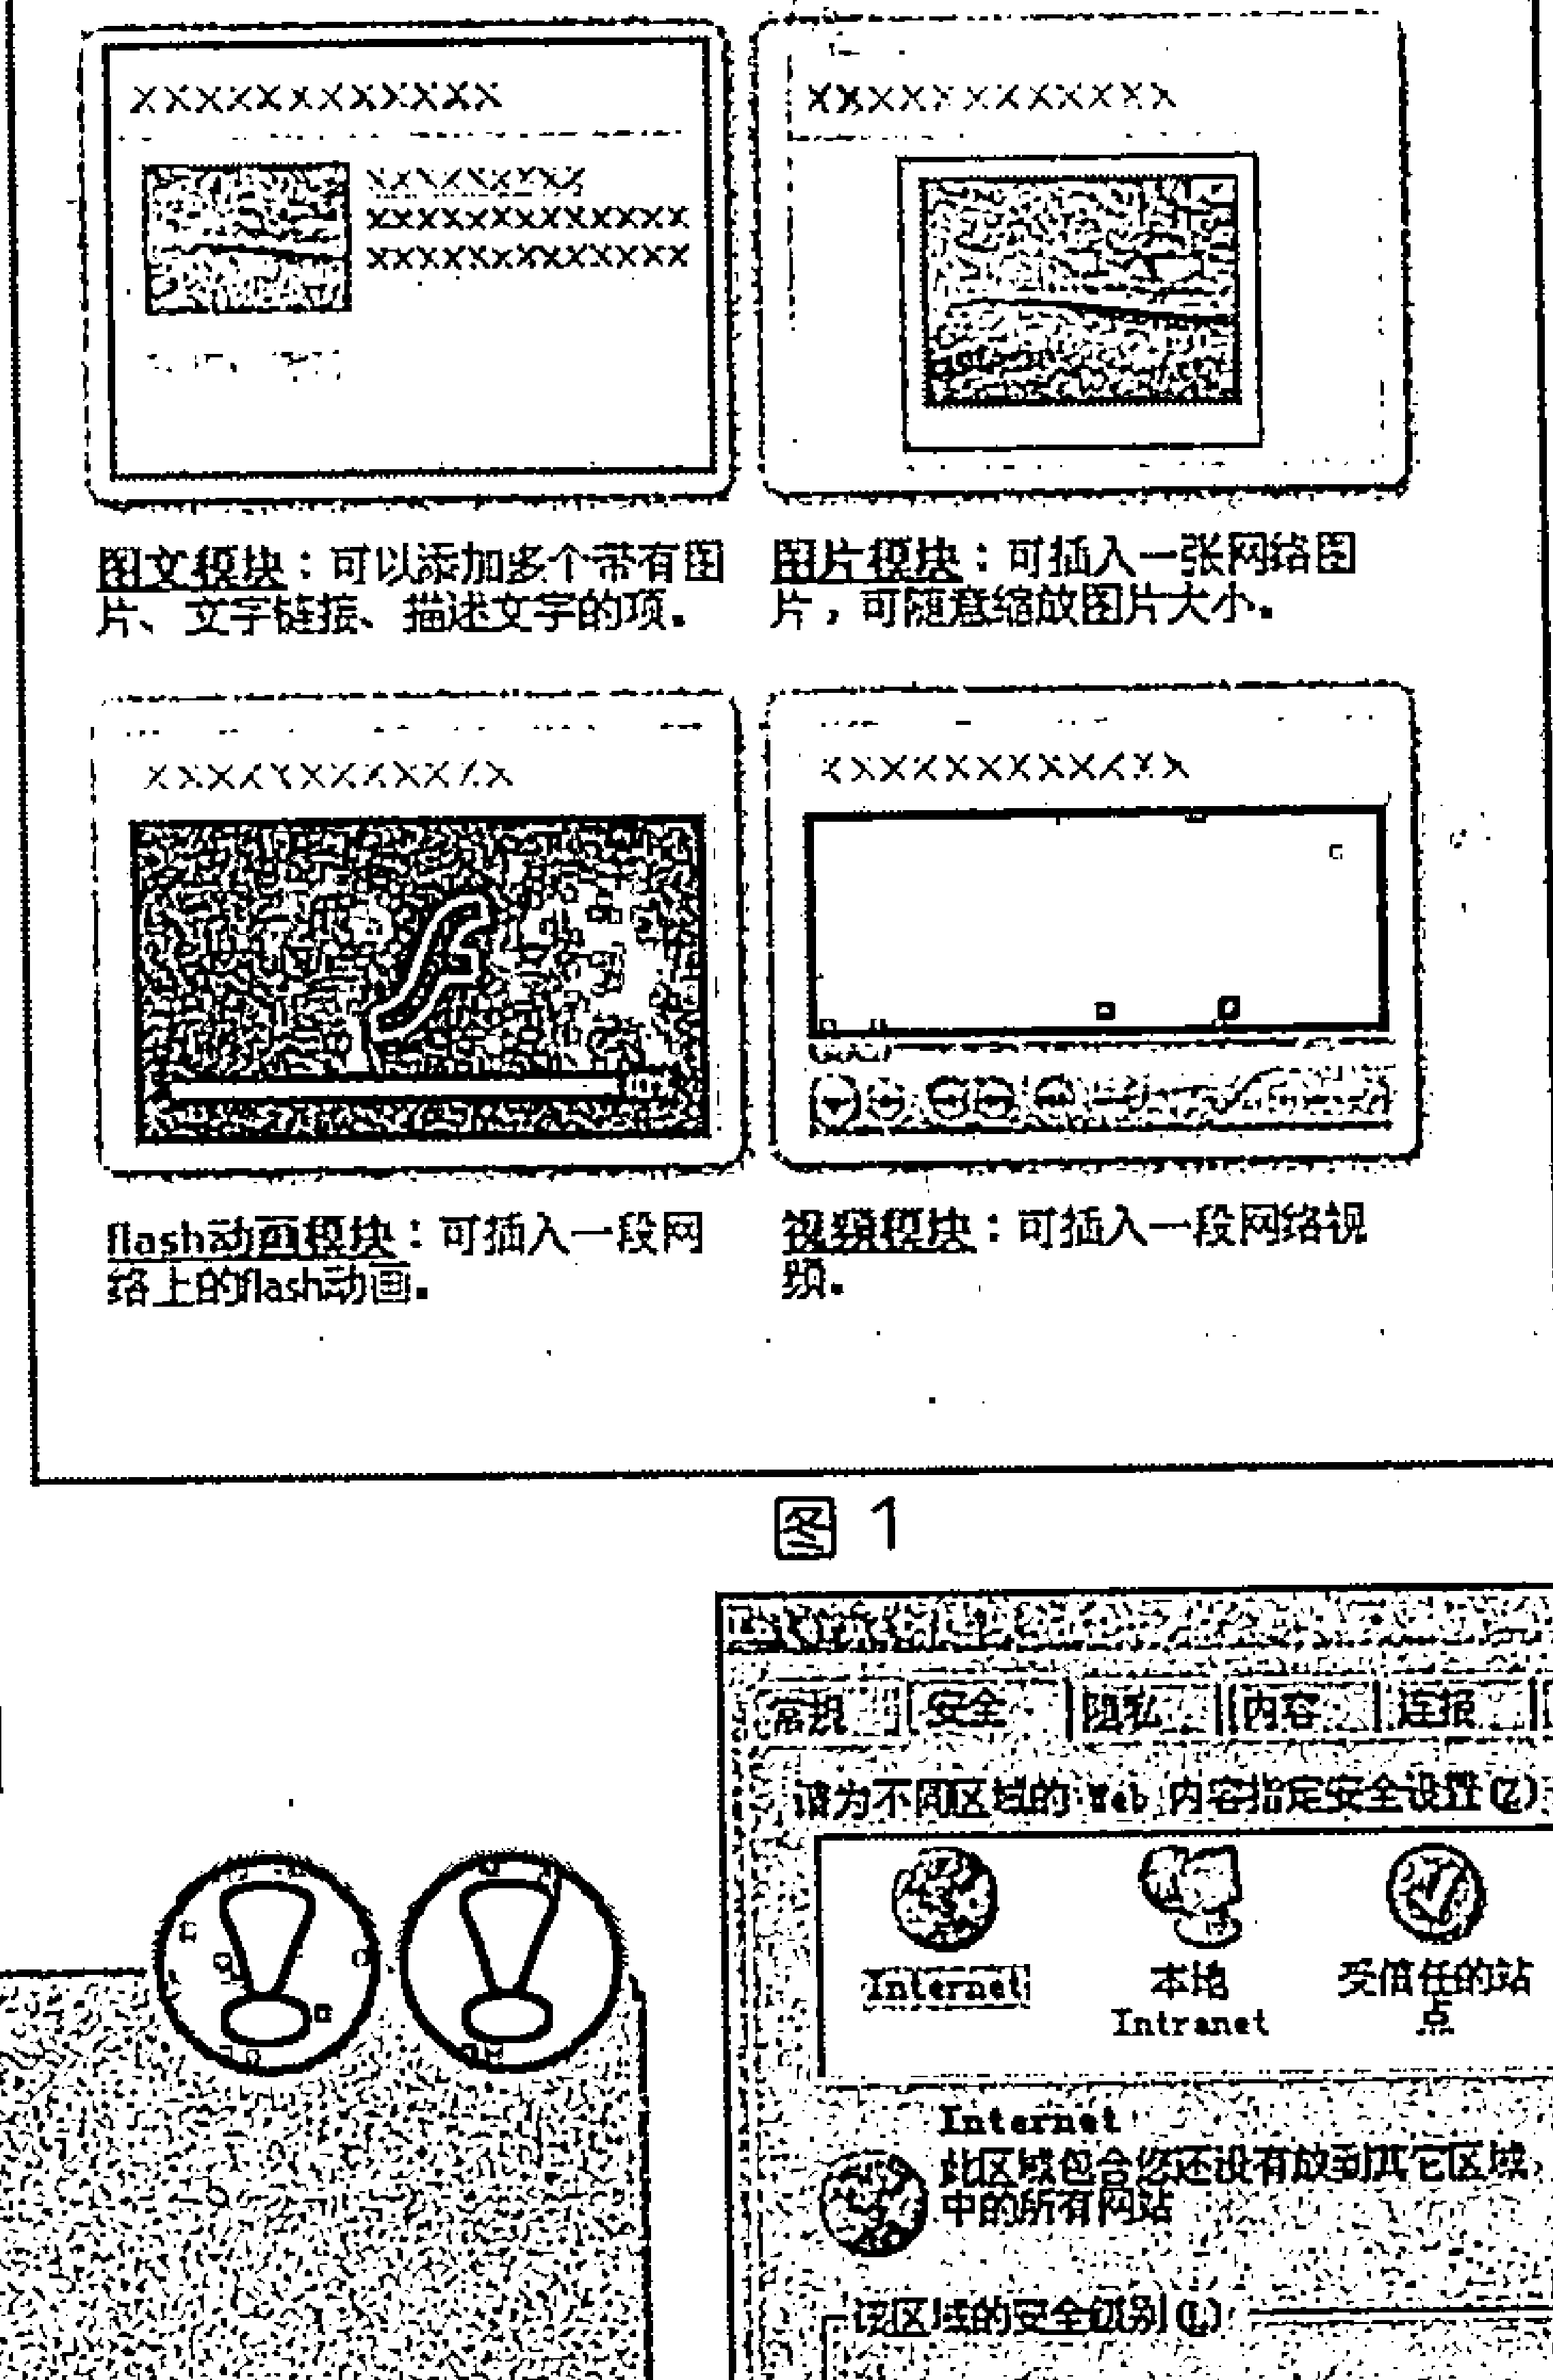 XXXXXXXXXXXX
XXXXXXXXXXXX
XXXXXXXX
XXXXXXXXXXXXX
XXXXXXXXXXXXX
图文模块：可以添加多个带有图
片、文字链接、描述文字的项。
图片模块：可插入一张网络图
片，可随意缩放图片大小。
XXXXXXXXXXXX
XXXXXXXXXXXX
flash动画模块：可插入一段网
络上的flash动画。
视频模块：可插入一段网络视
频。
图 1
Internet
常规 安全 隐私 内容 连接
请为不同区域的 Web 内容指定安全设置(Z)
Internet
本地
Intranet
受信任的站
点
Internet
此区域包含您还没有放到其它区域
中的所有网站
该区域的安全级别(L)